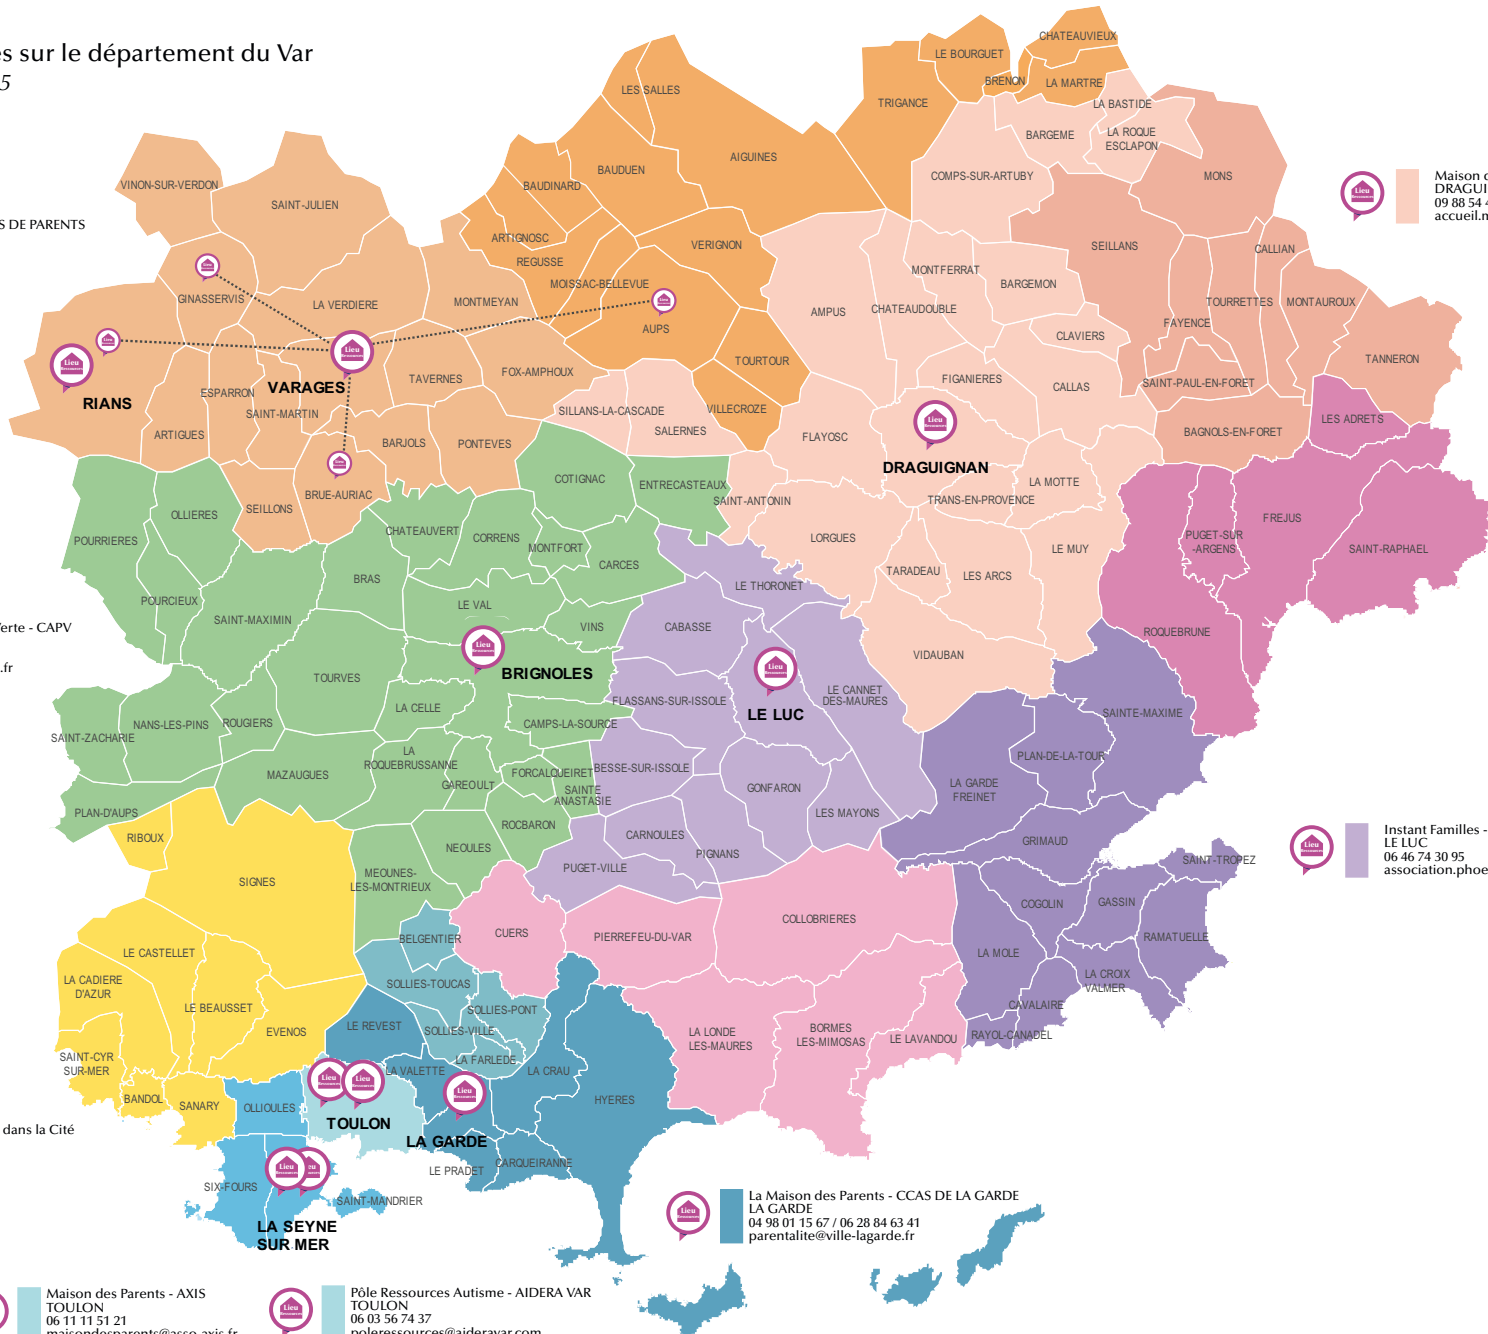 es sur le département du Var
5
S DE PARENTS
CHATEAUVIEUX
LE BOURGUET
BRENON
LA MARTRE
LES SALLES
TRIGANCE
LA BASTIDE
BARGEME
LA ROQUE
ESCLAPON
AIGUINES
BAUDUEN
COMPS-SUR-ARTUBY
MONS
VINON-SUR-VERDON
BAUDINARD
SAINT-JULIEN
Maison d
DRAGUI
09 88 54 4
accueil.m
ARTIGNOSC
VERIGNON
SEILLANS
CALLIAN
REGUSSE
MONTFERRAT
MOISSAC-BELLEVUE
BARGEMON
GINASSERVIS
LA VERDIERE
MONTMEYAN
AMPUS
CHATEAUDOUBLE
TOURRETTES
MONTAUROUX
FAYENCE
AUPS
CLAVIERS
TOURTOUR
TANNERON
FOX-AMPHOUX
TAVERNES
FIGANIERES
CALLAS
SAINT-PAUL-EN-FORET
VARAGES
ESPARRON
RIANS
SAINT-MARTIN
SILLANS-LA-CASCADE
VILLECROZE
LES ADRETS
ARTIGUES
BARJOLS
PONTEVES
SALERNES
FLAYOSC
BAGNOLS-EN-FORET
DRAGUIGNAN
COTIGNAC
ENTRECASTEAUX
LA MOTTE
BRUE-AURIAC
SAINT-ANTONIN
TRANS-EN-PROVENCE
SEILLONS
OLLIERES
FREJUS
CHATEAUVERT
CORRENS
LORGUES
PUGET-SUR
-ARGENS
POURRIERES
MONTFORT
LE MUY
SAINT-RAPHAEL
CARCES
TARADEAU
LES ARCS
BRAS
LE THORONET
POURCIEUX
LE VAL
SAINT-MAXIMIN
VINS
CABASSE
ROQUEBRUNE
erte - CAPV
.fr
VIDAUBAN
BRIGNOLES
TOURVES
LE CANNET
DES-MAURES
FLASSANS-SUR-ISSOLE
LA CELLE
LE LUC
SAINTE-MAXIME
NANS-LES-PINS
ROUGIERS
CAMPS-LA-SOURCE
SAINT-ZACHARIE
LA
ROQUEBRUSSANNE
PLAN-DE-LA-TOUR
MAZAUGUES
FORCALQUEIRET
BESSE-SUR-ISSOLE
GAREOULT
SAINTE
ANASTASIE
GONFARON
LA GARDE
FREINET
PLAN-D'AUPS
LES MAYONS
ROCBARON
RIBOUX
CARNOULES
GRIMAUD
NEOULES
PIGNANS
Instant Familles -
LE LUC
06 46 74 30 95
association.phoe
SAINT-TROPEZ
PUGET-VILLE
MEOUNES-
LES-MONTRIEUX
SIGNES
COGOLIN
GASSIN
COLLOBRIERES
CUERS
PIERREFEU-DU-VAR
BELGENTIER
RAMATUELLE
LE CASTELLET
LA MOLE
LA CADIERE
D'AZUR
LA CROIX
VALMER
SOLLIES-TOUCAS
LE BEAUSSET
CAVALAIRE
SOLLIES-PONT
LE REVEST
SOLLIES-VILLE
EVENOS
LA LONDE
LES-MAURES
BORMES
LES-MIMOSAS
LE LAVANDOU
RAYOL-CANADEL
SAINT-CYR
SUR-MER
LA FARLEDE
LA VALETTE
LA CRAU
BANDOL
SANARY
OLLIOULES
HYERES
TOULON
dans la Cité
LA GARDE
LE PRADET
CARQUEIRANNE
SIX-FOURS
SAINT-MANDRIER
LA SEYNE
SUR MER
La Maison des Parents - CCAS DE LA GARDE
LA GARDE
04 98 01 15 67 / 06 28 84 63 41
parentalite@ville-lagarde.fr
Maison des Parents - AXIS
TOULON
06 11 11 51 21
maisondesparents@asso-axis.fr
Pôle Ressources Autisme - AIDERA VAR
TOULON
06 03 56 74 37
poleressources@aideravar.com